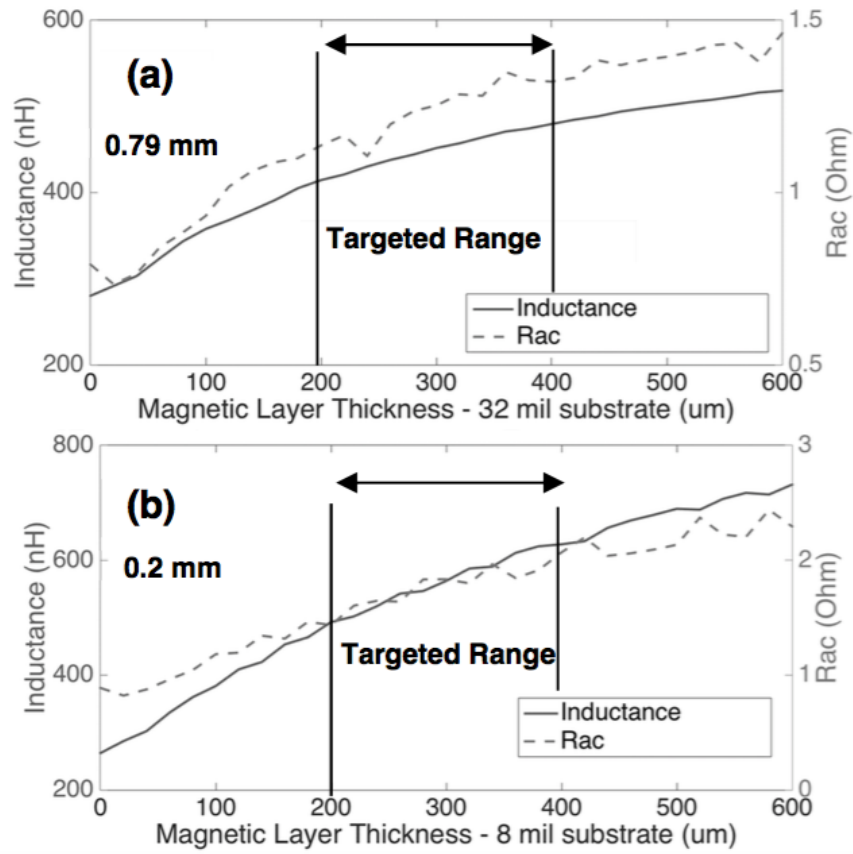 (a)
0.79 mm
Targeted Range
Inductance
Rac
600
400
200
Inductance (nH)
1.5
1
0.5
Rac (Ohm)
0 100 200 300 400 500 600
Magnetic Layer Thickness - 32 mil substrate (um)
(b)
0.2 mm
Targeted Range
Inductance
Rac
800
600
400
200
Inductance (nH)
3
2
1
0
Rac (Ohm)
0 100 200 300 400 500 600
Magnetic Layer Thickness - 8 mil substrate (um)